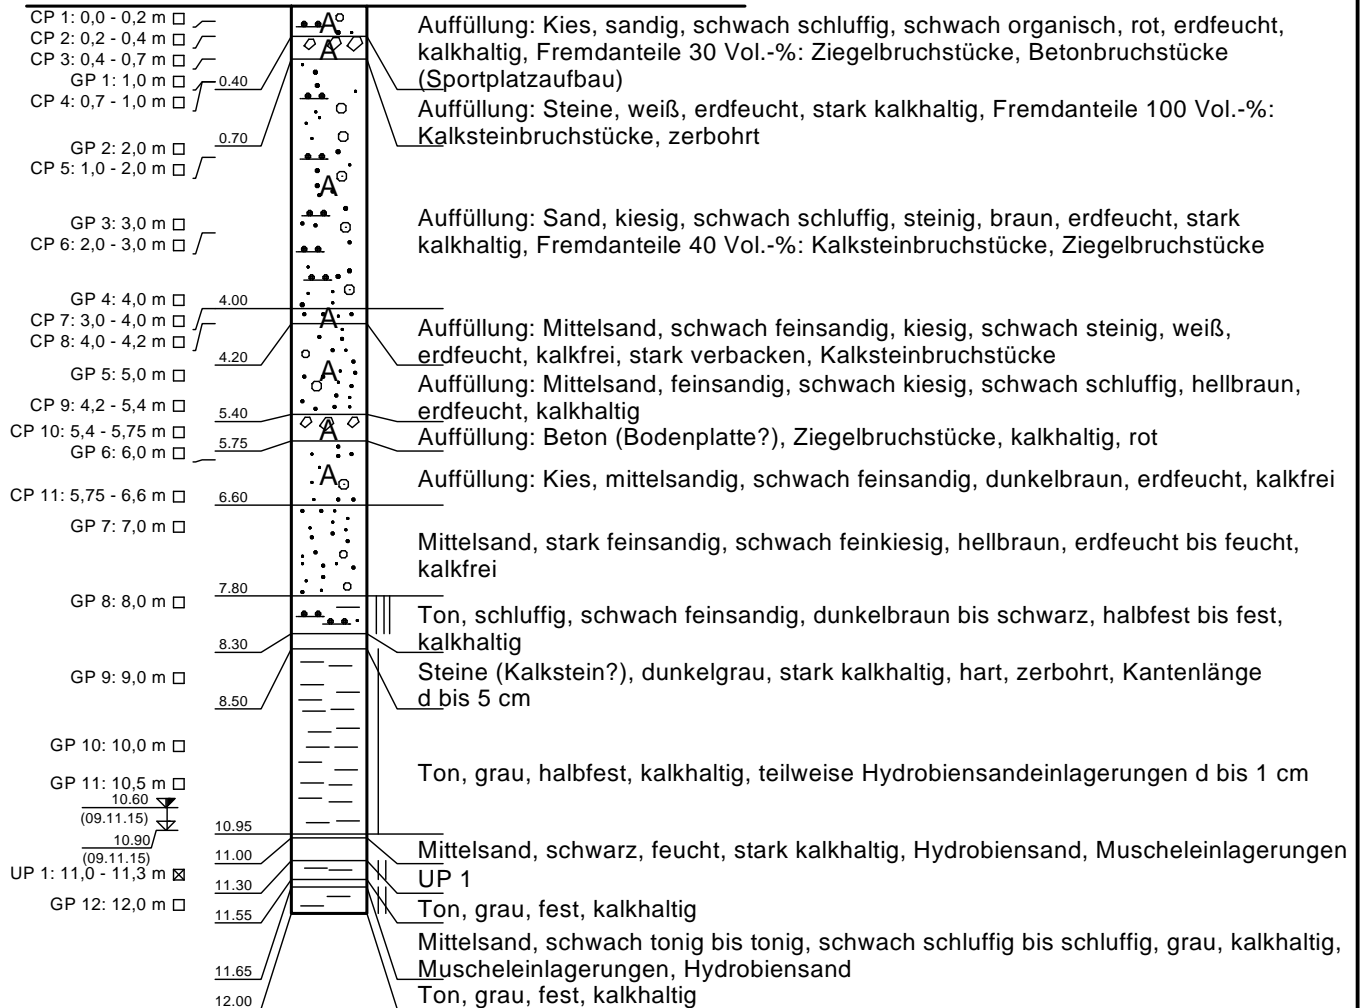 CP 1: 0,0 - 0,2 m
CP 2: 0,2 - 0,4 m
CP 3: 0,4 - 0,7 m
GP 1: 1,0 m
CP 4: 0,7 - 1,0 m
GP 2: 2,0 m
CP 5: 1,0 - 2,0 m
GP 3: 3,0 m
CP 6: 2,0 - 3,0 m
GP 4: 4,0 m
CP 7: 3,0 - 4,0 m
CP 8: 4,0 - 4,2 m
GP 5: 5,0 m
CP 9: 4,2 - 5,4 m
CP 10: 5,4 - 5,75 m
GP 6: 6,0 m
CP 11: 5,75 - 6,6 m
GP 7: 7,0 m
GP 8: 8,0 m
GP 9: 9,0 m
GP 10: 10,0 m
GP 11: 10,5 m
10.60
(09.11.15)
10.90
(09.11.15)
UP 1: 11,0 - 11,3 m
GP 12: 12,0 m
0.40
0.70
4.00
4.20
5.40
5.75
6.60
7.80
8.30
8.50
10.95
11.00
11.30
11.55
11.65
12.00
A
A
A
A
A
A
A
Auffüllung: Kies, sandig, schwach schluffig, schwach organisch, rot, erdfeucht,
kalkhaltig, Fremdanteile 30 Vol.-%: Ziegelbruchstücke, Betonbruchstücke
(Sportplatzaufbau)
Auffüllung: Steine, weiß, erdfeucht, stark kalkhaltig, Fremdanteile 100 Vol.-%:
Kalksteinbruchstücke, zerbohrt
Auffüllung: Sand, kiesig, schwach schluffig, steinig, braun, erdfeucht, stark
kalkhaltig, Fremdanteile 40 Vol.-%: Kalksteinbruchstücke, Ziegelbruchstücke
Auffüllung: Mittelsand, schwach feinsandig, kiesig, schwach steinig, weiß,
erdfeucht, kalkfrei, stark verbacken, Kalksteinbruchstücke
Auffüllung: Mittelsand, feinsandig, schwach kiesig, schwach schluffig, hellbraun,
erdfeucht, kalkhaltig
Auffüllung: Beton (Bodenplatte?), Ziegelbruchstücke, kalkhaltig, rot
Auffüllung: Kies, mittelsandig, schwach feinsandig, dunkelbraun, erdfeucht, kalkfrei
Mittelsand, stark feinsandig, schwach feinkiesig, hellbraun, erdfeucht bis feucht,
kalkfrei
Ton, schluffig, schwach feinsandig, dunkelbraun bis schwarz, halbfest bis fest,
kalkhaltig
Steine (Kalkstein?), dunkelgrau, stark kalkhaltig, hart, zerbohrt, Kantenlänge
d bis 5 cm
Ton, grau, halbfest, kalkhaltig, teilweise Hydrobiensandeinlagerungen d bis 1 cm
Mittelsand, schwarz, feucht, stark kalkhaltig, Hydrobiensand, Muscheleinlagerungen
UP 1
Ton, grau, fest, kalkhaltig
Mittelsand, schwach tonig bis tonig, schwach schluffig bis schluffig, grau, kalkhaltig,
Muscheleinlagerungen, Hydrobiensand
Ton, grau, fest, kalkhaltig